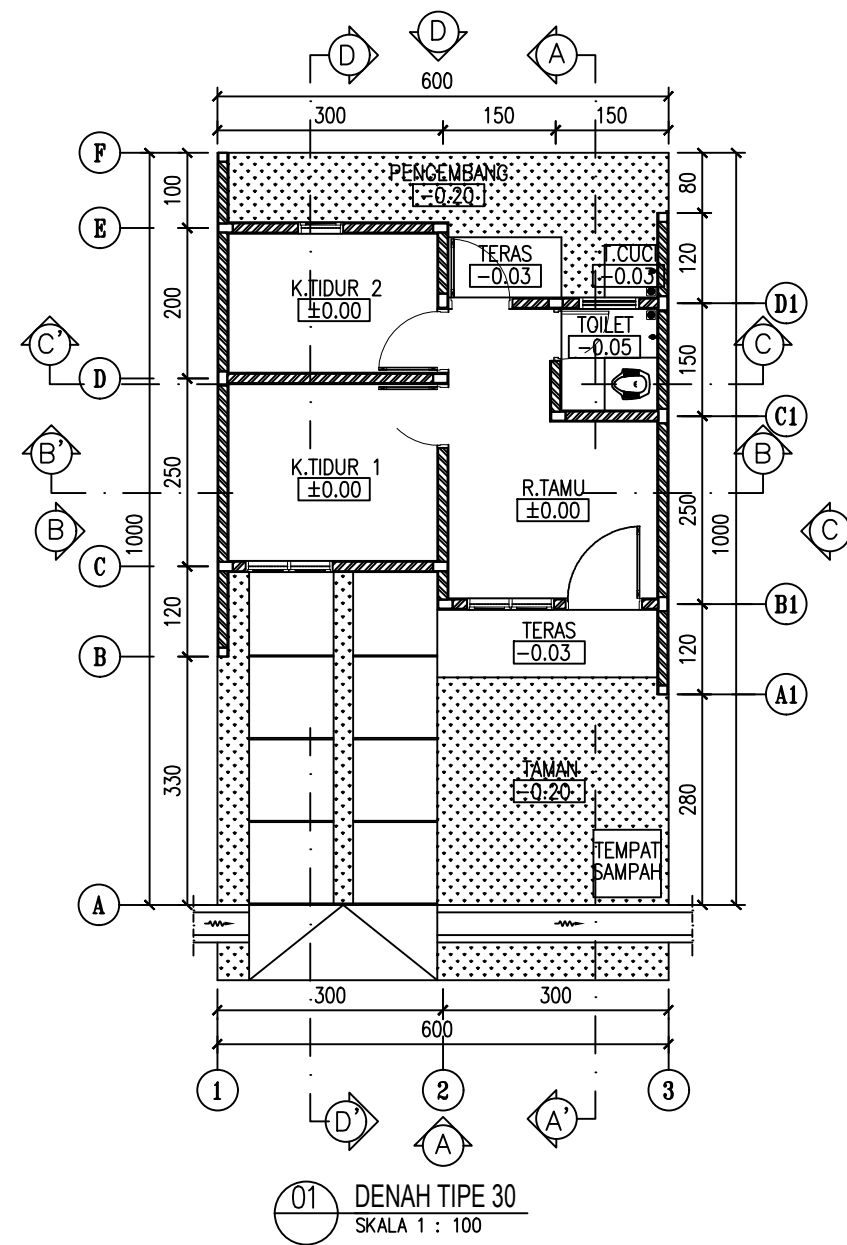 D
D
A
600
300
150
150
F
E
D
C
B
A
100
200
250
120
330
1000
PENGEMBANG
-0.20
TERAS
-0.03
T.CUCI
-0.03
K.TIDUR 2
±0.00
TOILET
-0.05
K.TIDUR 1
±0.00
R.TAMU
±0.00
TERAS
-0.03
TAMAN
-0.20
TEMPAT
SAMPAH
80
120
150
250
120
280
1000
D1
C1
B1
A1
C'
B'
B
C
B
C
300
300
600
1
2
3
D'
A
A'
01
DENAH TIPE 30
SKALA 1 : 100